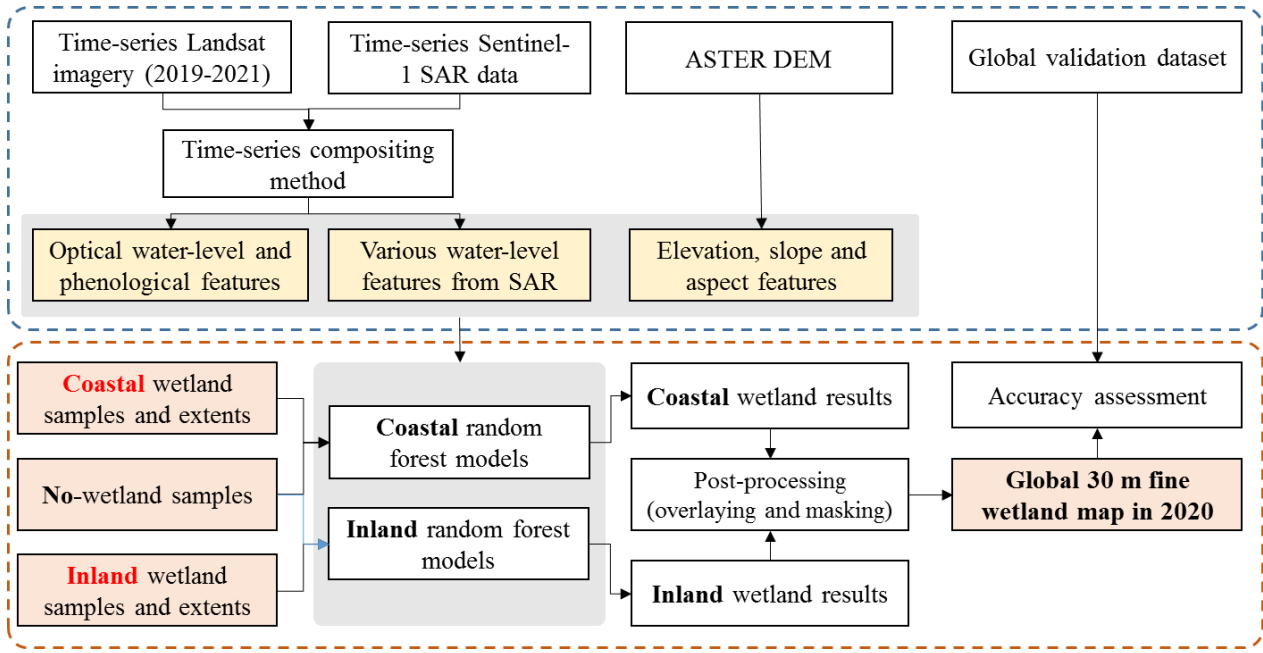 Time-series Landsat
imagery (2019-2021)
Time-series Sentinel-
1 SAR data
ASTER DEM
Global validation dataset
Time-series compositing
method
Optical water-level and
phenological features
Various water-level
features from SAR
Elevation, slope and
aspect features
Coastal wetland
samples and extents
No-wetland samples
Inland wetland
samples and extents
Coastal random
forest models
Inland random forest
models
Coastal wetland results
Post-processing
(overlaying and masking)
Inland wetland results
Accuracy assessment
Global 30 m fine
wetland map in 2020